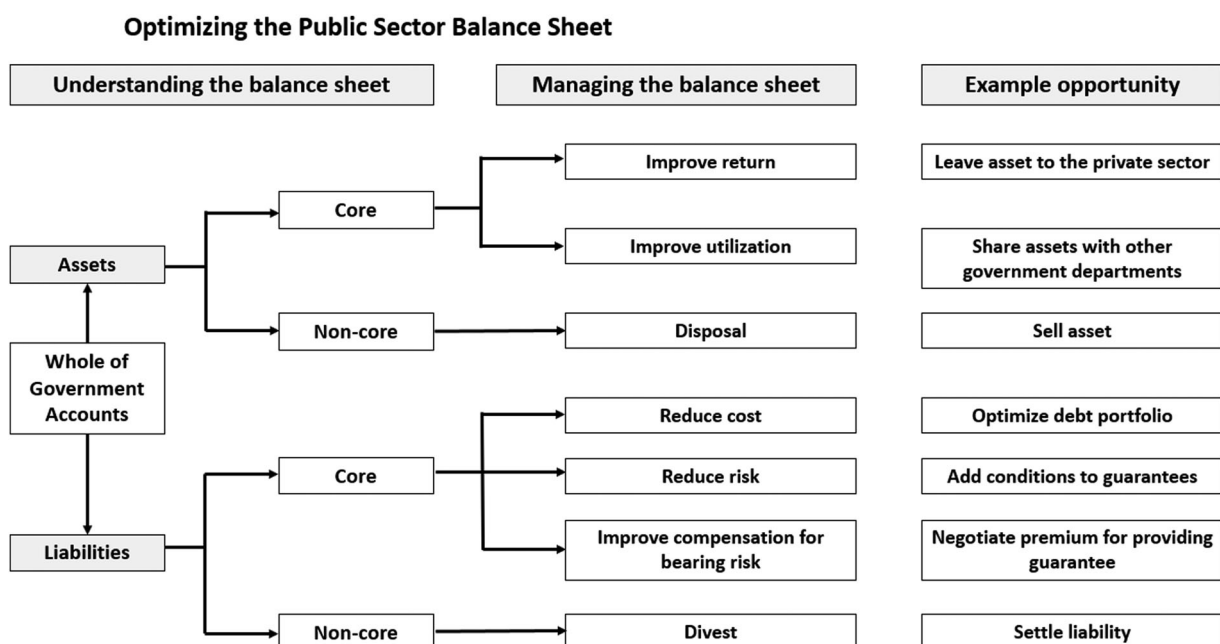 Optimizing the Public Sector Balance Sheet
Understanding the balance sheet
Managing the balance sheet
Example opportunity
Improve return
Leave asset to the private sector
Core
Improve utilization
Share assets with other
government departments
Assets
Non-core
Disposal
Sell asset
Whole of
Government
Accounts
Reduce cost
Optimize debt portfolio
Core
Reduce risk
Add conditions to guarantees
Improve compensation for
bearing risk
Negotiate premium for providing
guarantee
Liabilities
Non-core
Divest
Settle liability